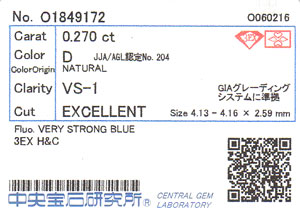 No. O1849172 O060216
Carat 0.270 ct
Color D JJA/AGL認定No. 204
ColorOrigin NATURAL
Clarity VS-1 GIAグレーディングシステムに準拠
Cut EXCELLENT Size 4.13 - 4.16 × 2.59 mm
Fluo. VERY STRONG BLUE
3EX H&C
中央宝石研究所® CENTRAL GEM LABORATORY